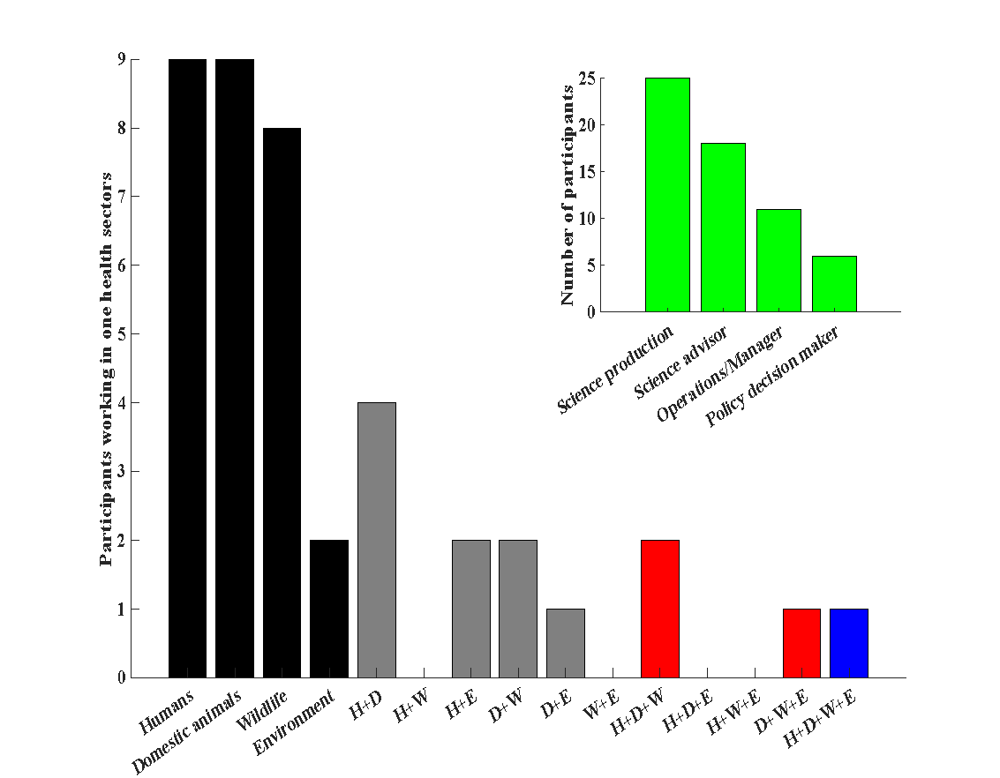 Participants working in one health sectors
9
8
7
6
5
4
3
2
1
0
Humans
Domestic animals
Wildlife
Environment
H+D
H+W
H+E
D+W
D+E
W+E
H+D+W
H+D+E
H+W+E
D+W+E
H+D+W+E
Number of participants
25
20
15
10
5
0
Science production
Science advisor
Operations/Manager
Policy decision maker